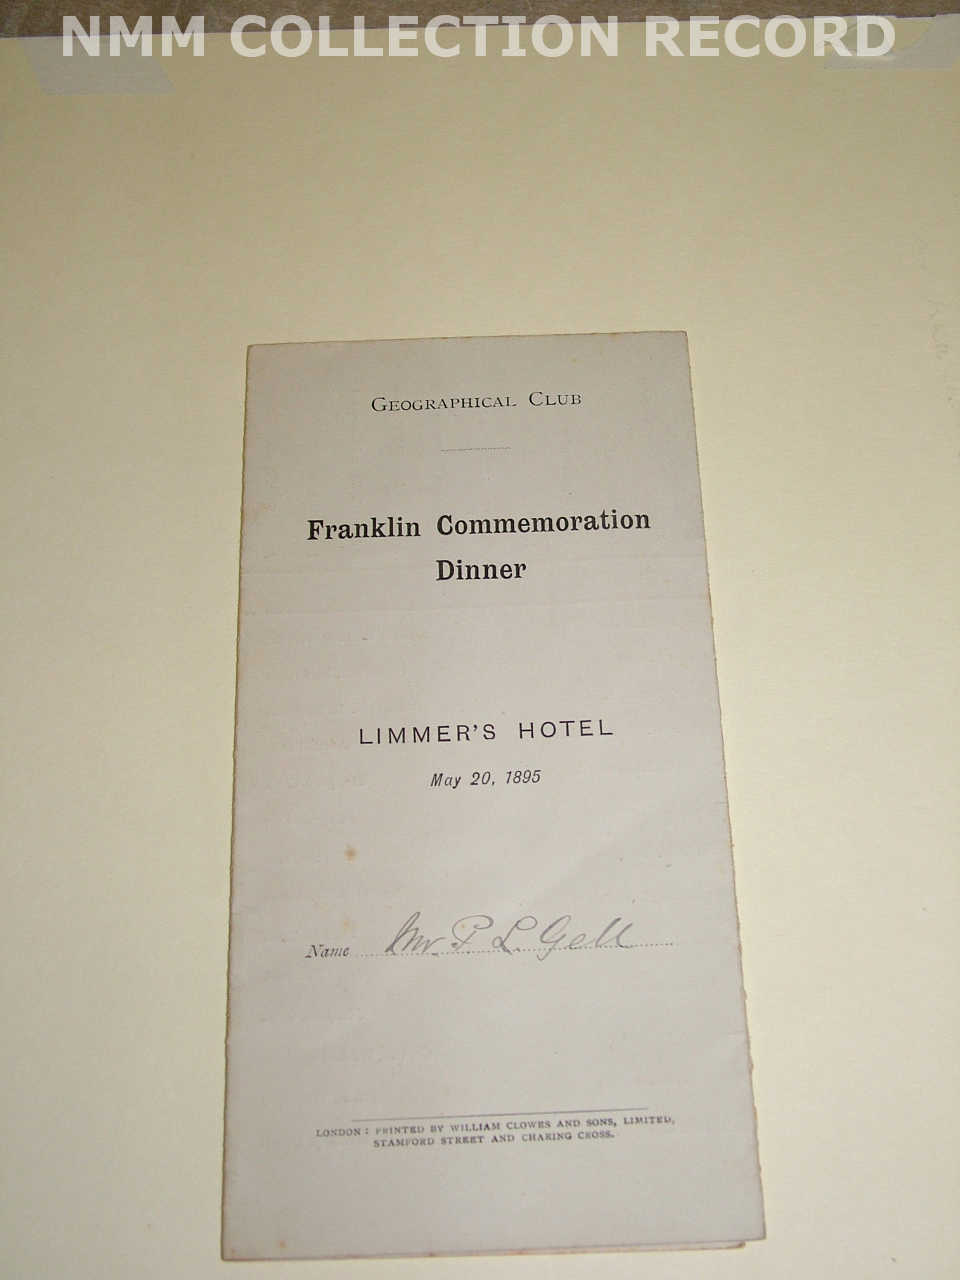 NMM COLLECTION RECORD
GEOGRAPHICAL CLUB
Franklin Commemoration
Dinner
LIMMER'S HOTEL
May 20, 1895
Name Mr. P. L. Gell
LONDON: PRINTED BY WILLIAM CLOWES AND SONS, LIMITED,
STAMFORD STREET AND CHARING CROSS.